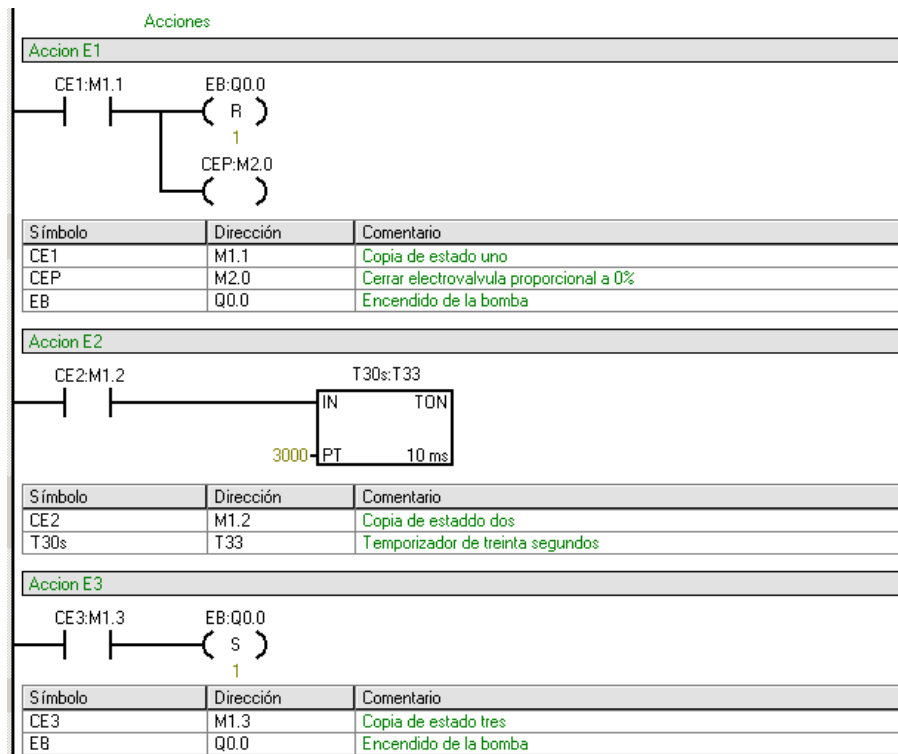 Acciones
Accion E1
CE1:M1.1 EB:Q0.0
R
1
CEP:M2.0
Símbolo Dirección Comentario
CE1 M1.1 Copia de estado uno
CEP M2.0 Cerrar electrovalvula proporcional a 0%
EB Q0.0 Encendido de la bomba
Accion E2
CE2:M1.2 T30s:T33
IN TON
3000 PT 10 ms
Símbolo Dirección Comentario
CE2 M1.2 Copia de estaddo dos
T30s T33 Temporizador de treinta segundos
Accion E3
CE3:M1.3 EB:Q0.0
S
1
Símbolo Dirección Comentario
CE3 M1.3 Copia de estado tres
EB Q0.0 Encendido de la bomba